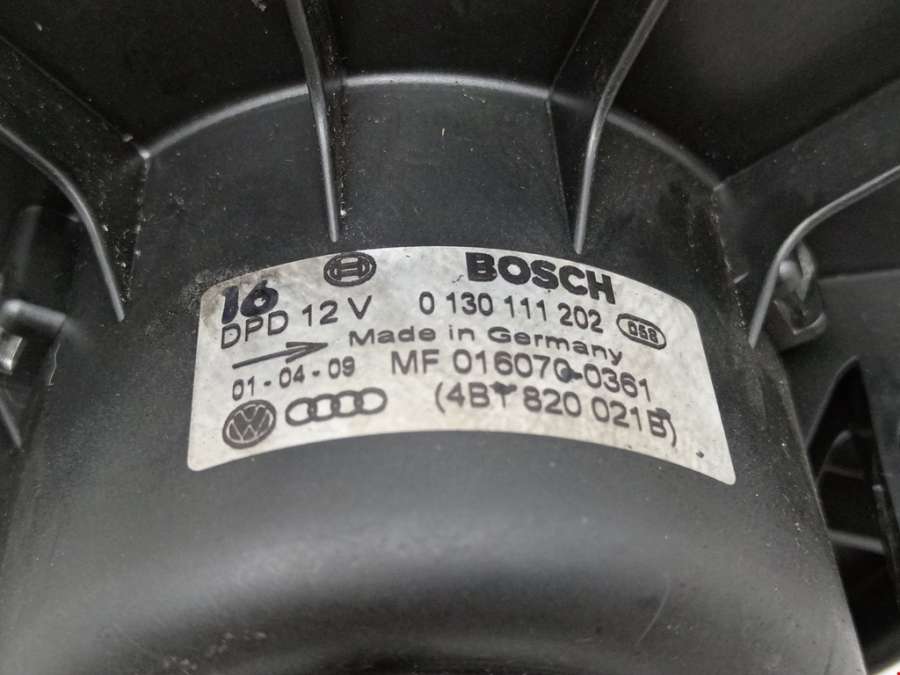 16
BOSCH
DPD 12 V 0 130 111 202 058
Made in Germany
01-04-09 MF 016070-0361
(4B1 820 021B)